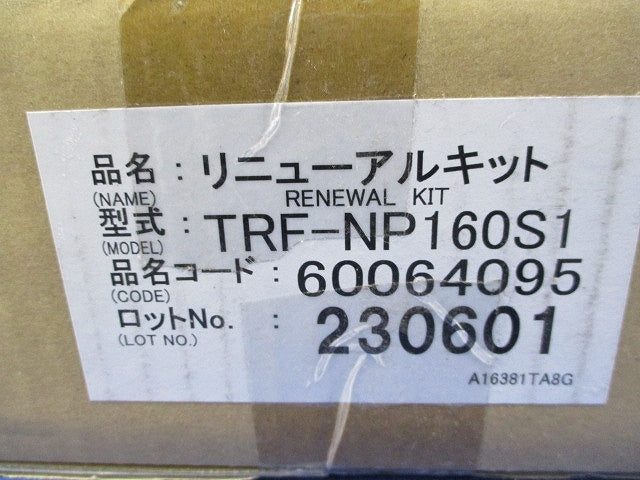 品名 : リニューアルキット
(NAME) RENEWAL KIT
型式 : TRF-NP160S1
(MODEL)
品名コード : 60064095
(CODE)
ロットNo. : 230601
(LOT NO.)
A16381TA8G